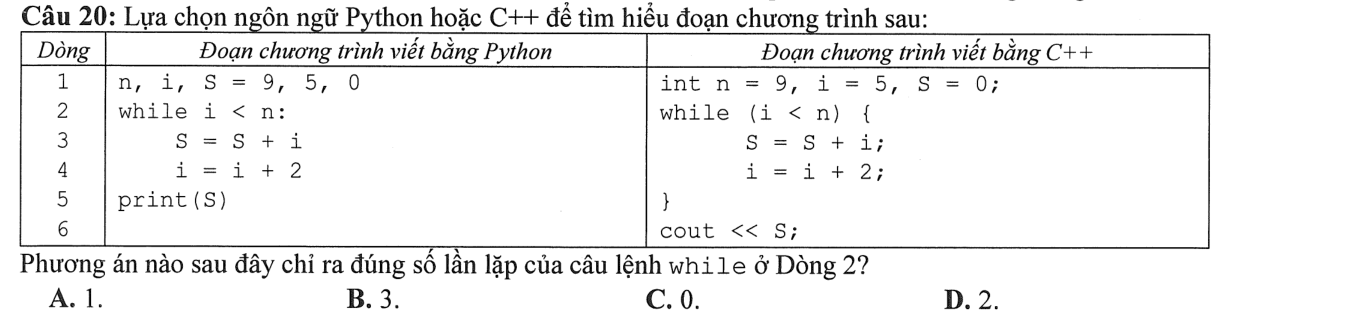 Câu 20: Lựa chọn ngôn ngữ Python hoặc C++ để tìm hiểu đoạn chương trình sau:
Dòng Đoạn chương trình viết bằng Python Đoạn chương trình viết bằng C++
1 n, i, S = 9, 5, 0 int n = 9, i = 5, S = 0;
2 while i < n: while (i < n) {
3 S = S + i S = S + i;
4 i = i + 2 i = i + 2;
5 print(S) }
6 cout << S;
Phương án nào sau đây chỉ ra đúng số lần lặp của câu lệnh while ở Dòng 2?
A. 1. B. 3. C. 0. D. 2.